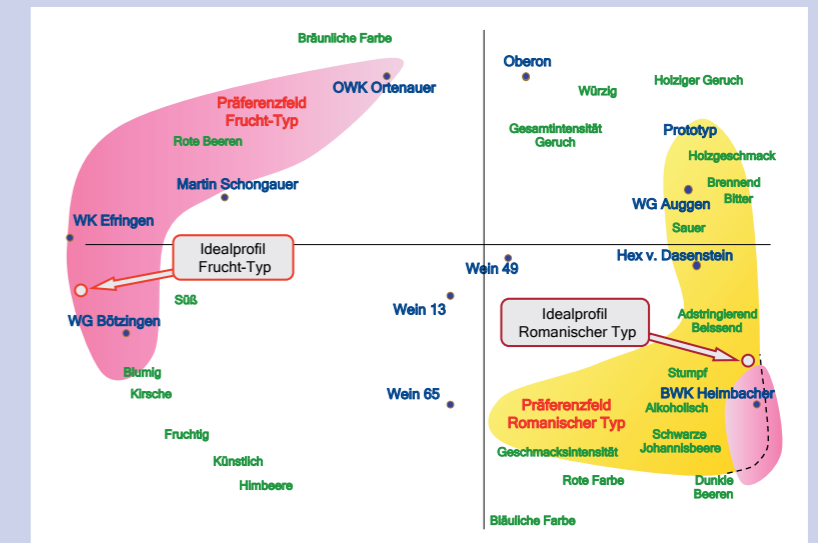 Bräunliche Farbe
Oberon
OWK Ortenauer
Holziger Geruch
Würzig
Präferenzfeld
Frucht-Typ
Gesamtintensität
Geruch
Prototyp
Rote Beeren
Holzgeschmack
Martin Schongauer
Brennend
Bitter
WG Auggen
WK Efringen
Sauer
Idealprofil
Frucht-Typ
Hex v. Dasenstein
Wein 49
Süß
Wein 13
WG Bötzingen
Idealprofil
Romanischer Typ
Adstringierend
Beissend
Blumig
Stumpf
Kirsche
Wein 65
BWK Heimbacher
Präferenzfeld
Romanischer Typ
Alkoholisch
Fruchtig
Schwarze
Johannisbeere
Geschmacksintensität
Künstlich
Himbeere
Rote Farbe
Dunkle
Beeren
Bläuliche Farbe